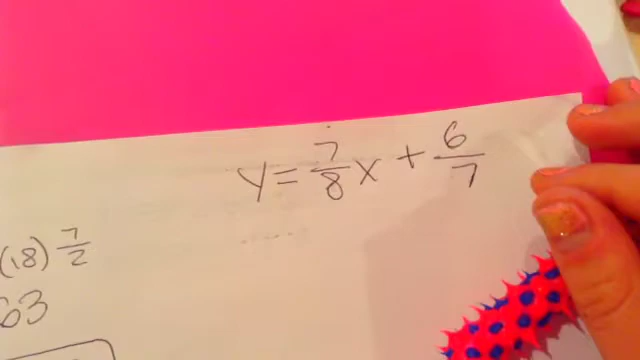 y = 7/8 x + 6/7
(18) 7/2
63